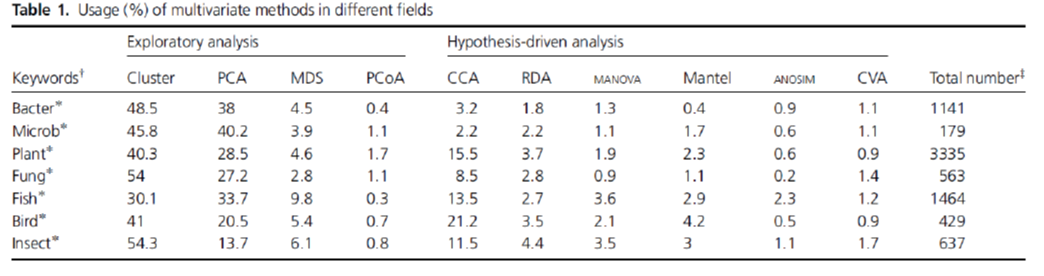 Table 1. Usage (%) of multivariate methods in different fields
Exploratory analysis Hypothesis-driven analysis
Keywords† Cluster PCA MDS PCoA CCA RDA MANOVA Mantel ANOSIM CVA Total number‡
Bacter* 48.5 38 4.5 0.4 3.2 1.8 1.3 0.4 0.9 1.1 1141
Microb* 45.8 40.2 3.9 1.1 2.2 2.2 1.1 1.7 0.6 1.1 179
Plant* 40.3 28.5 4.6 1.7 15.5 3.7 1.9 2.3 0.6 0.9 3335
Fung* 54 27.2 2.8 1.1 8.5 2.8 0.9 1.1 0.2 1.4 563
Fish* 30.1 33.7 9.8 0.3 13.5 2.7 3.6 2.9 2.3 1.2 1464
Bird* 41 20.5 5.4 0.7 21.2 3.5 2.1 4.2 0.5 0.9 429
Insect* 54.3 13.7 6.1 0.8 11.5 4.4 3.5 3 1.1 1.7 637